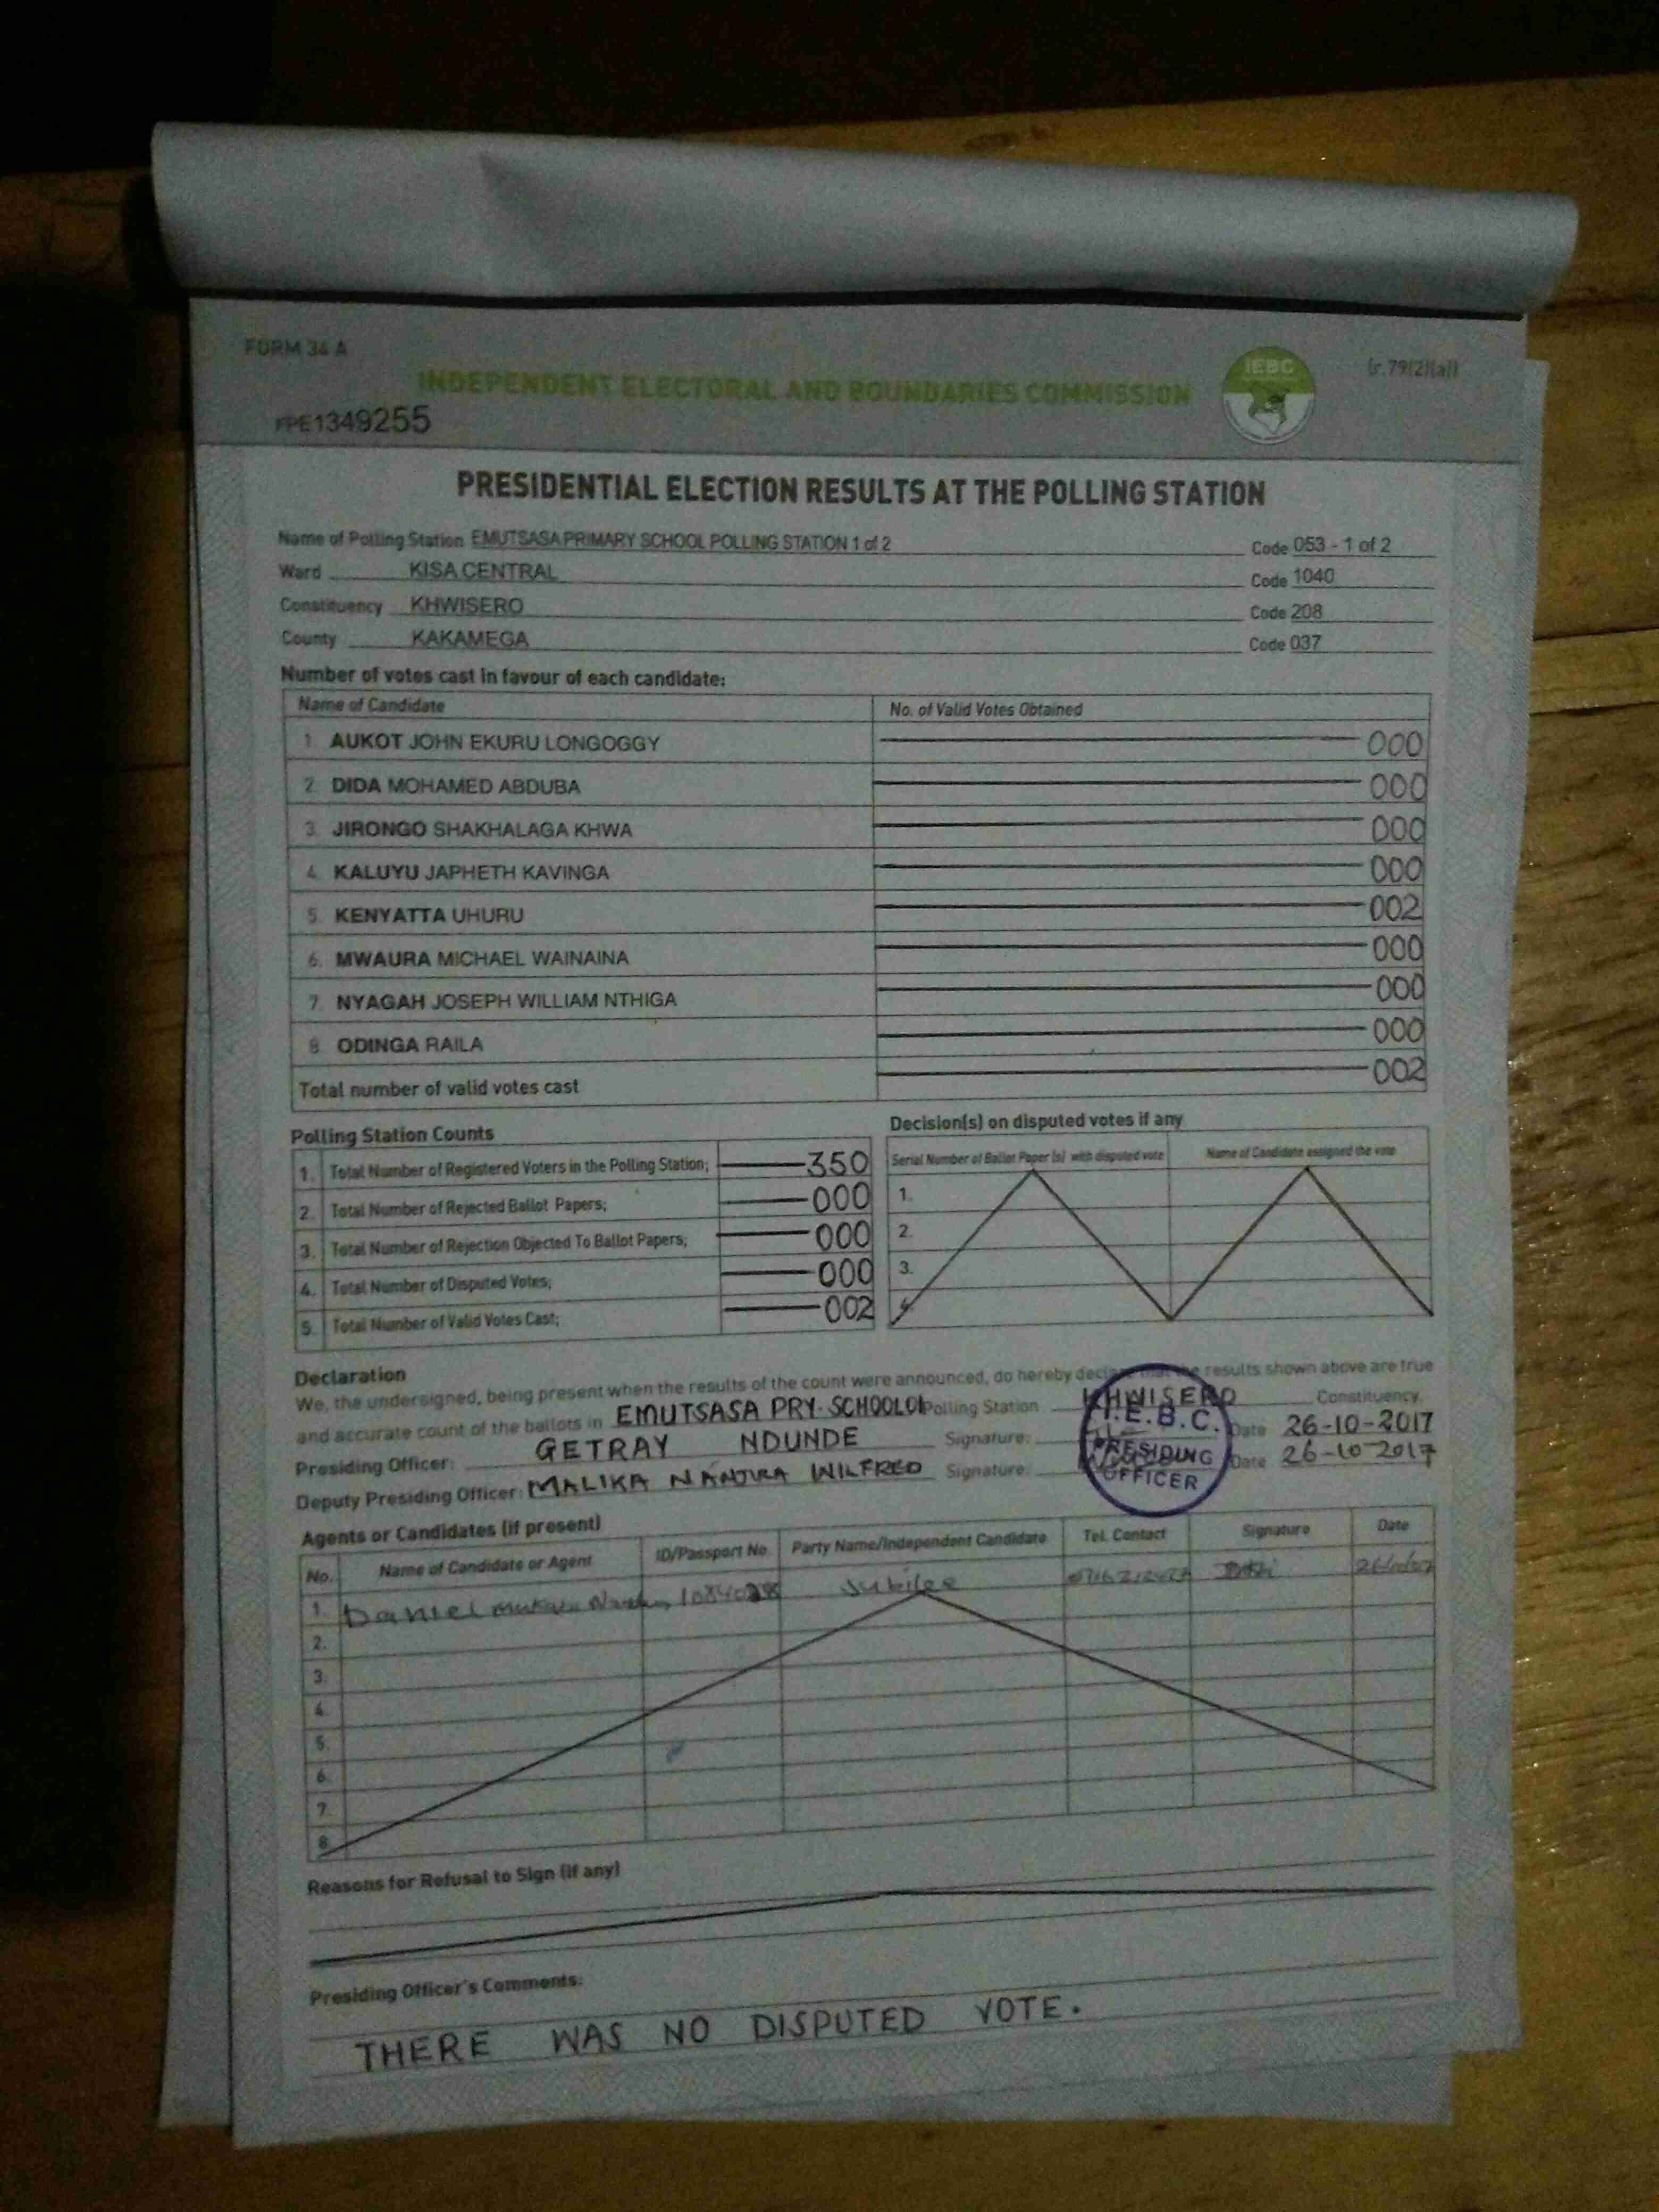 FORM 34 A
(r.79(2)(a))
IEBC
INDEPENDENT ELECTORAL AND BOUNDARIES COMMISSION
FPE1349255
PRESIDENTIAL ELECTION RESULTS AT THE POLLING STATION
Name of Polling Station EMUTSASA PRIMARY SCHOOL POLLING STATION 1 of 2 Code 053 - 1 of 2
Ward KISA CENTRAL Code 1040
Constituency KHWISERO Code 208
County KAKAMEGA Code 037
Number of votes cast in favour of each candidate:
Name of Candidate No. of Valid Votes Obtained
1. AUKOT JOHN EKURU LONGOGGY 000
2. DIDA MOHAMED ABDUBA 000
3. JIRONGO SHAKHALAGA KHWA 000
4. KALUYU JAPHETH KAVINGA 000
5. KENYATTA UHURU 002
6. MWAURA MICHAEL WAINAINA 000
7. NYAGAH JOSEPH WILLIAM NTHIGA 000
8. ODINGA RAILA 000
Total number of valid votes cast 002
Polling Station Counts
1. Total Number of Registered Voters in the Polling Station; 350
2. Total Number of Rejected Ballot Papers; 000
3. Total Number of Rejection Objected To Ballot Papers; 000
4. Total Number of Disputed Votes; 000
5. Total Number of Valid Votes Cast; 002
Decision(s) on disputed votes if any
Serial Number of Ballot Paper (s) with disputed vote Name of Candidate assigned the vote
1.
2.
3.
4.
Declaration
We, the undersigned, being present when the results of the count were announced, do hereby declare that the results shown above are true
and accurate count of the ballots in EMUTSASA PRY. SCHOOL 01 Polling Station KHWISERO Constituency.
Presiding Officer: GETRAY NDUNDE Signature: Date 26-10-2017
Deputy Presiding Officer: MALIKA NANJIRA WILFRED Signature: Date 26-10-2017
I.E.B.C.
PRESIDING
OFFICER
Agents or Candidates (if present)
No. Name of Candidate or Agent ID/Passport No. Party Name/Independent Candidate Tel. Contact Signature Date
1. Daniel Jubilee
2.
3.
4.
5.
6.
7.
8.
Reasons for Refusal to Sign (if any)
Presiding Officer's Comments:
THERE WAS NO DISPUTED VOTE.